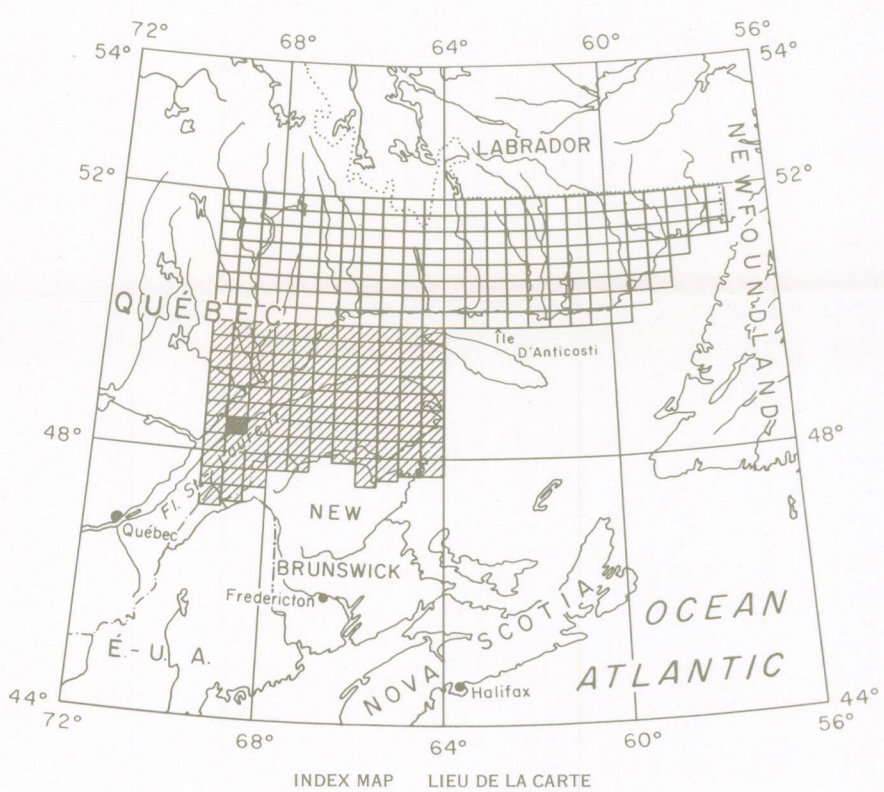 72° 68° 64° 60° 56°
54° 54°
LABRADOR
52° 52°
NEWFOUNDLAND
QUÉBEC
Île
D'Anticosti
48° 48°
Fl. St Laurent
Québec
NEW
BRUNSWICK
Fredericton
NOVA SCOTIA
OCEAN
ATLANTIC
É.-U. A.
Halifax
44° 44°
72° 68° 64° 60° 56°
INDEX MAP LIEU DE LA CARTE